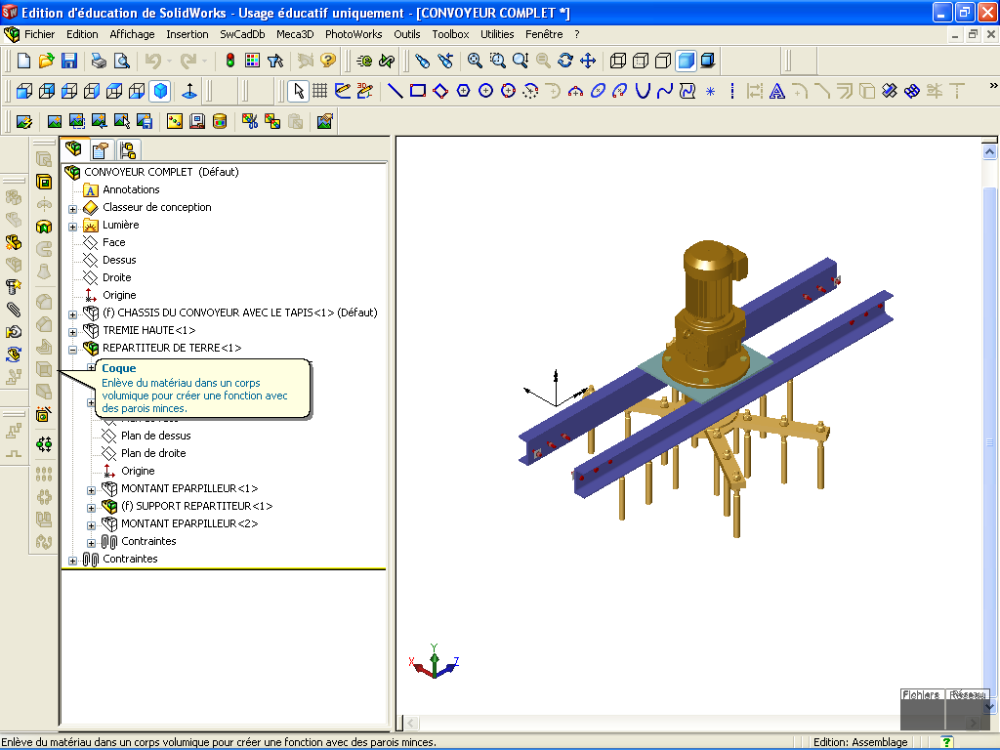 Edition d'éducation de SolidWorks - Usage éducatif uniquement - [CONVOYEUR COMPLET *]
Fichier Edition Affichage Insertion SwCadDb Meca3D PhotoWorks Outils Toolbox Utilities Fenêtre ?
CONVOYEUR COMPLET (Défaut)
Annotations
Classeur de conception
Lumière
Face
Dessus
Droite
Origine
(f) CHASSIS DU CONVOYEUR AVEC LE TAPIS<1> (Défaut)
TREMIE HAUTE<1>
REPARTITEUR DE TERRE<1>
Coque
Enlève du matériau dans un corps
volumique pour créer une fonction avec
des parois minces.
Plan de dessus
Plan de droite
Origine
MONTANT EPARPILLEUR<1>
(f) SUPPORT REPARTITEUR<1>
MONTANT EPARPILLEUR<2>
Contraintes
Contraintes
Y
X Z
Fichiers Réseau
Enlève du matériau dans un corps volumique pour créer une fonction avec des parois minces.
Edition: Assemblage
?